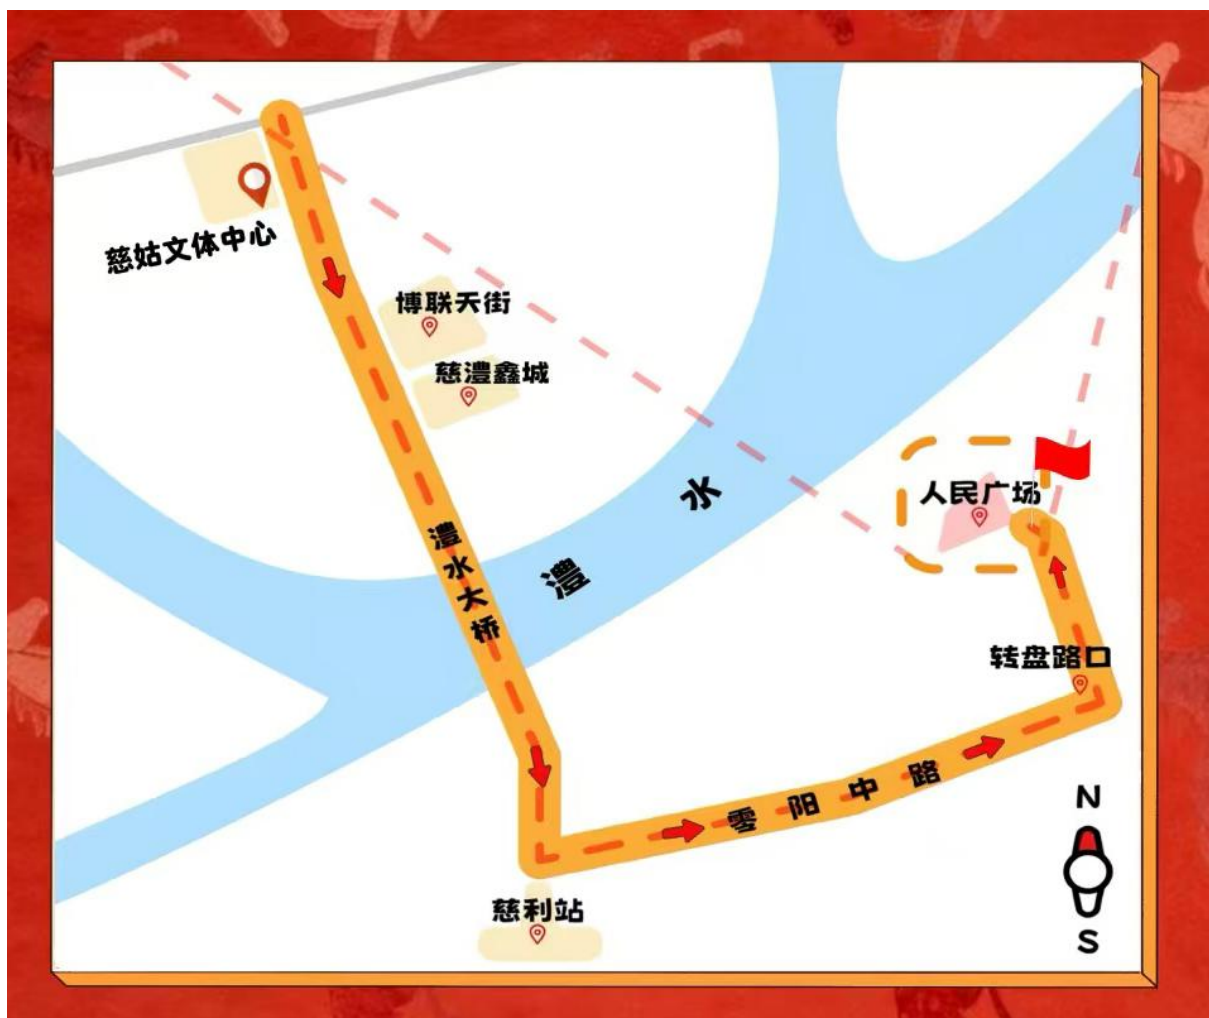 慈姑文体中心
博联天街
慈澧鑫城
澧水大桥
澧水
人民广场
转盘路口
零阳中路
慈利站
N
S